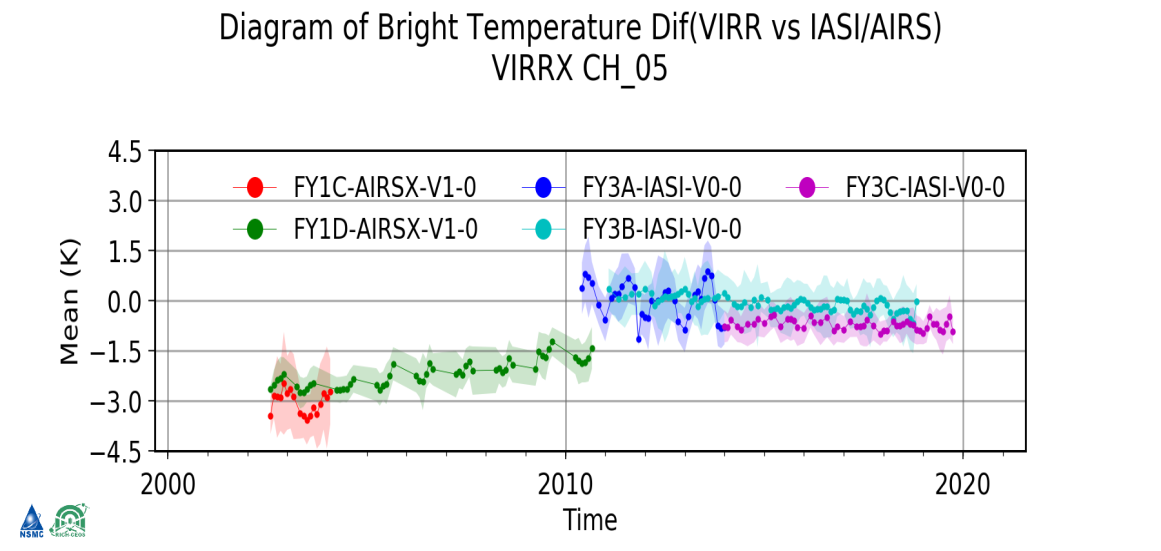 Diagram of Bright Temperature Dif(VIRR vs IASI/AIRS)
VIRRX CH_05
Mean (K)
4.5
3.0
1.5
0.0
−1.5
−3.0
−4.5
FY1C-AIRSX-V1-0
FY3A-IASI-V0-0
FY3C-IASI-V0-0
FY1D-AIRSX-V1-0
FY3B-IASI-V0-0
2000
2010
2020
Time
NSMC
RICH CEOS